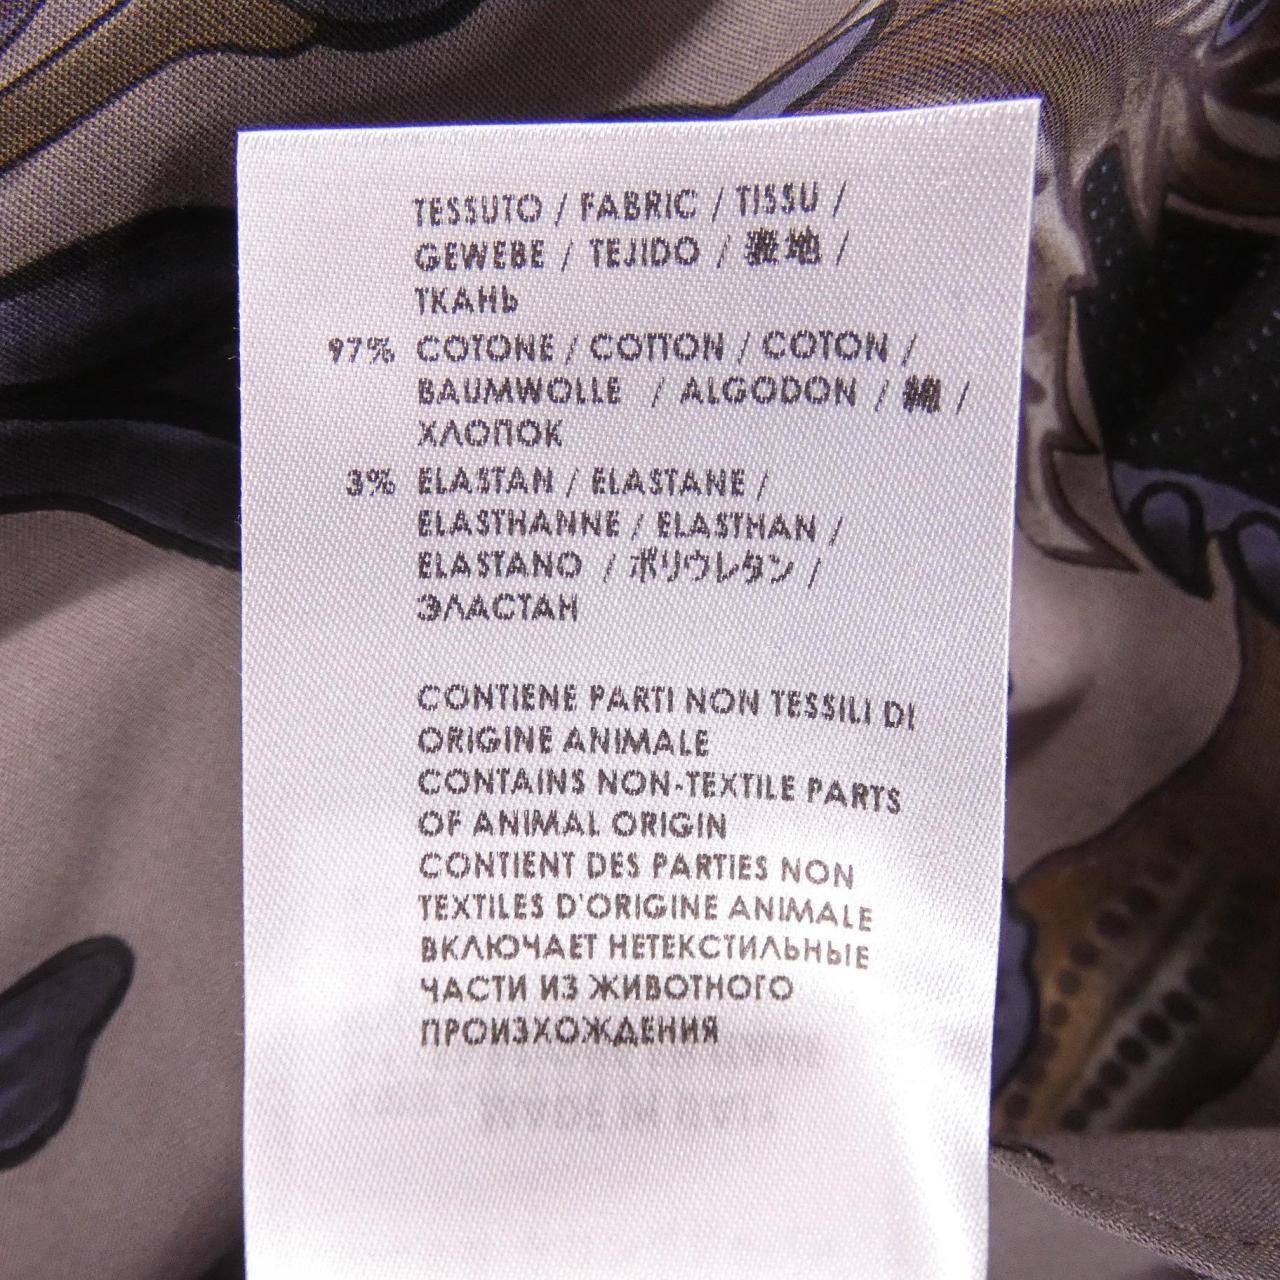 TESSUTO / FABRIC / TISSU /
GEWEBE / TEJIDO / 表地 /
ТКАНЬ
97% COTONE / COTTON / COTON /
BAUMWOLLE / ALGODON / 綿 /
ХЛОПОК
3% ELASTAN / ELASTANE /
ELASTHANNE / ELASTHAN /
ELASTANO / ポリウレタン /
ЭЛАСТАН
CONTIENE PARTI NON TESSILI DI
ORIGINE ANIMALE
CONTAINS NON-TEXTILE PARTS
OF ANIMAL ORIGIN
CONTIENT DES PARTIES NON
TEXTILES D'ORIGINE ANIMALE
ВКЛЮЧАЕТ НЕТЕКСТИЛЬНЫЕ
ЧАСТИ ИЗ ЖИВОТНОГО
ПРОИЗХОЖДЕНИЯ